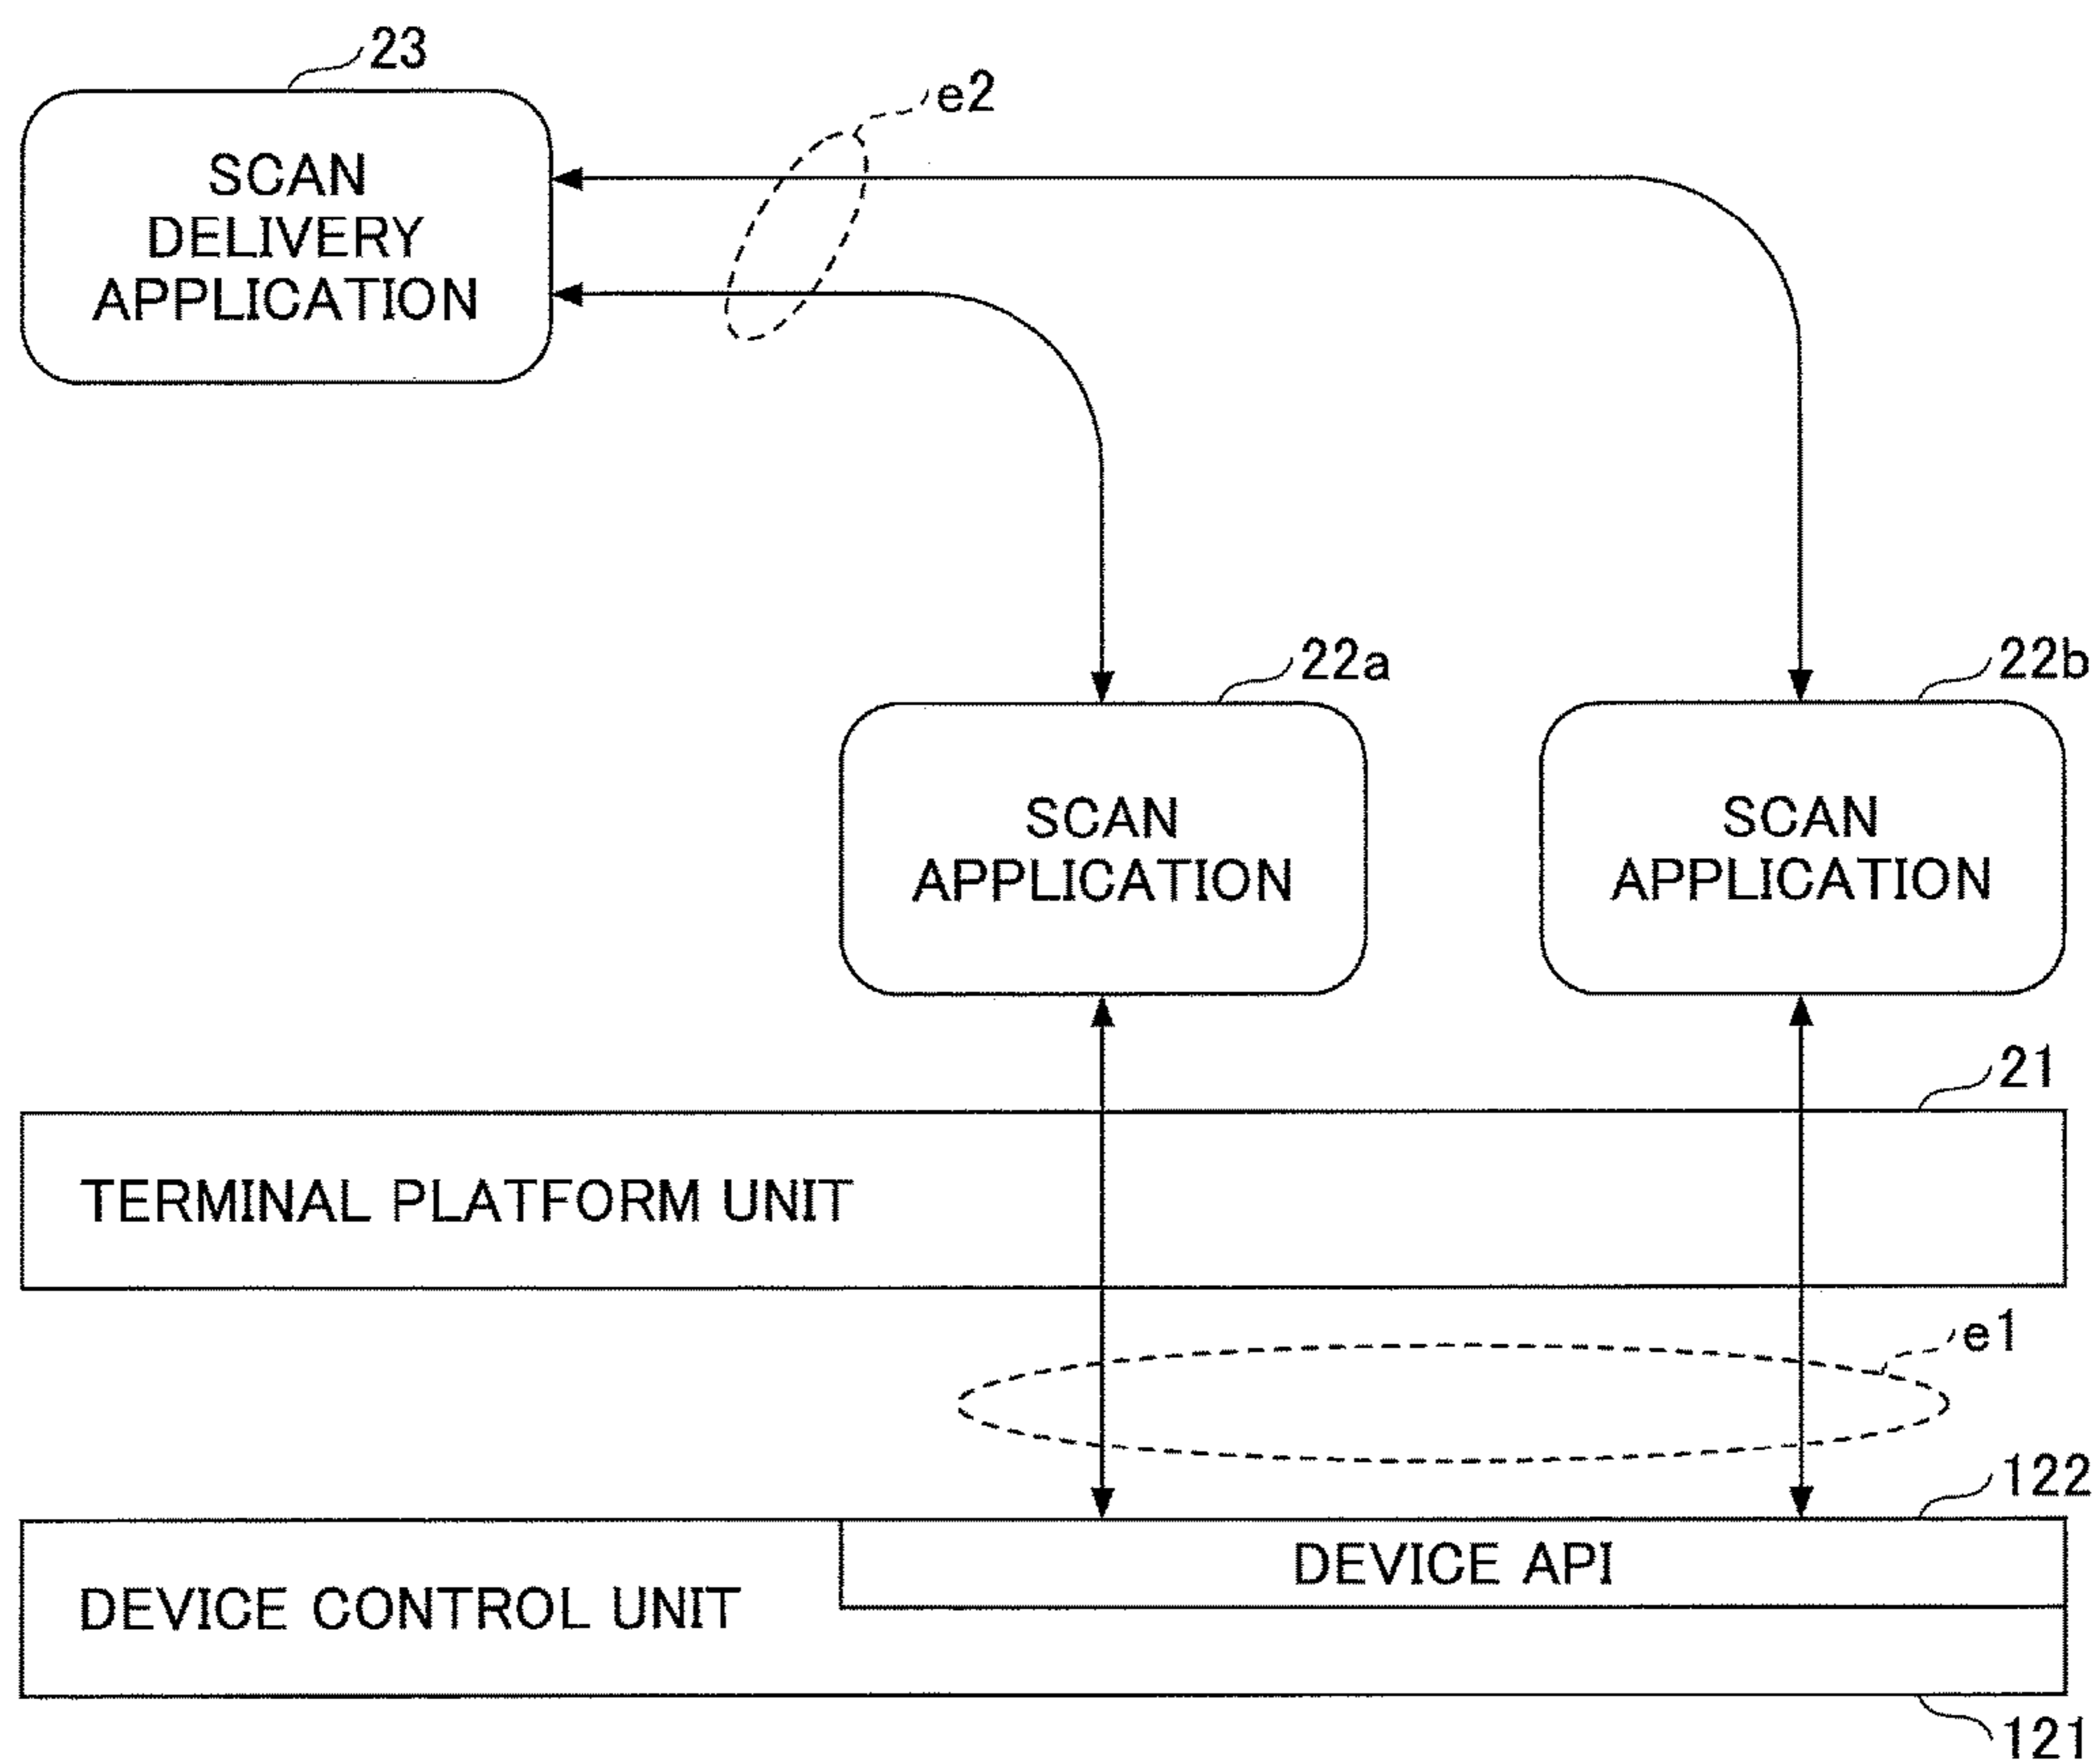 23
e2
SCAN
DELIVERY
APPLICATION
22a
22b
SCAN
APPLICATION
SCAN
APPLICATION
21
TERMINAL PLATFORM UNIT
e1
122
DEVICE API
DEVICE CONTROL UNIT
121